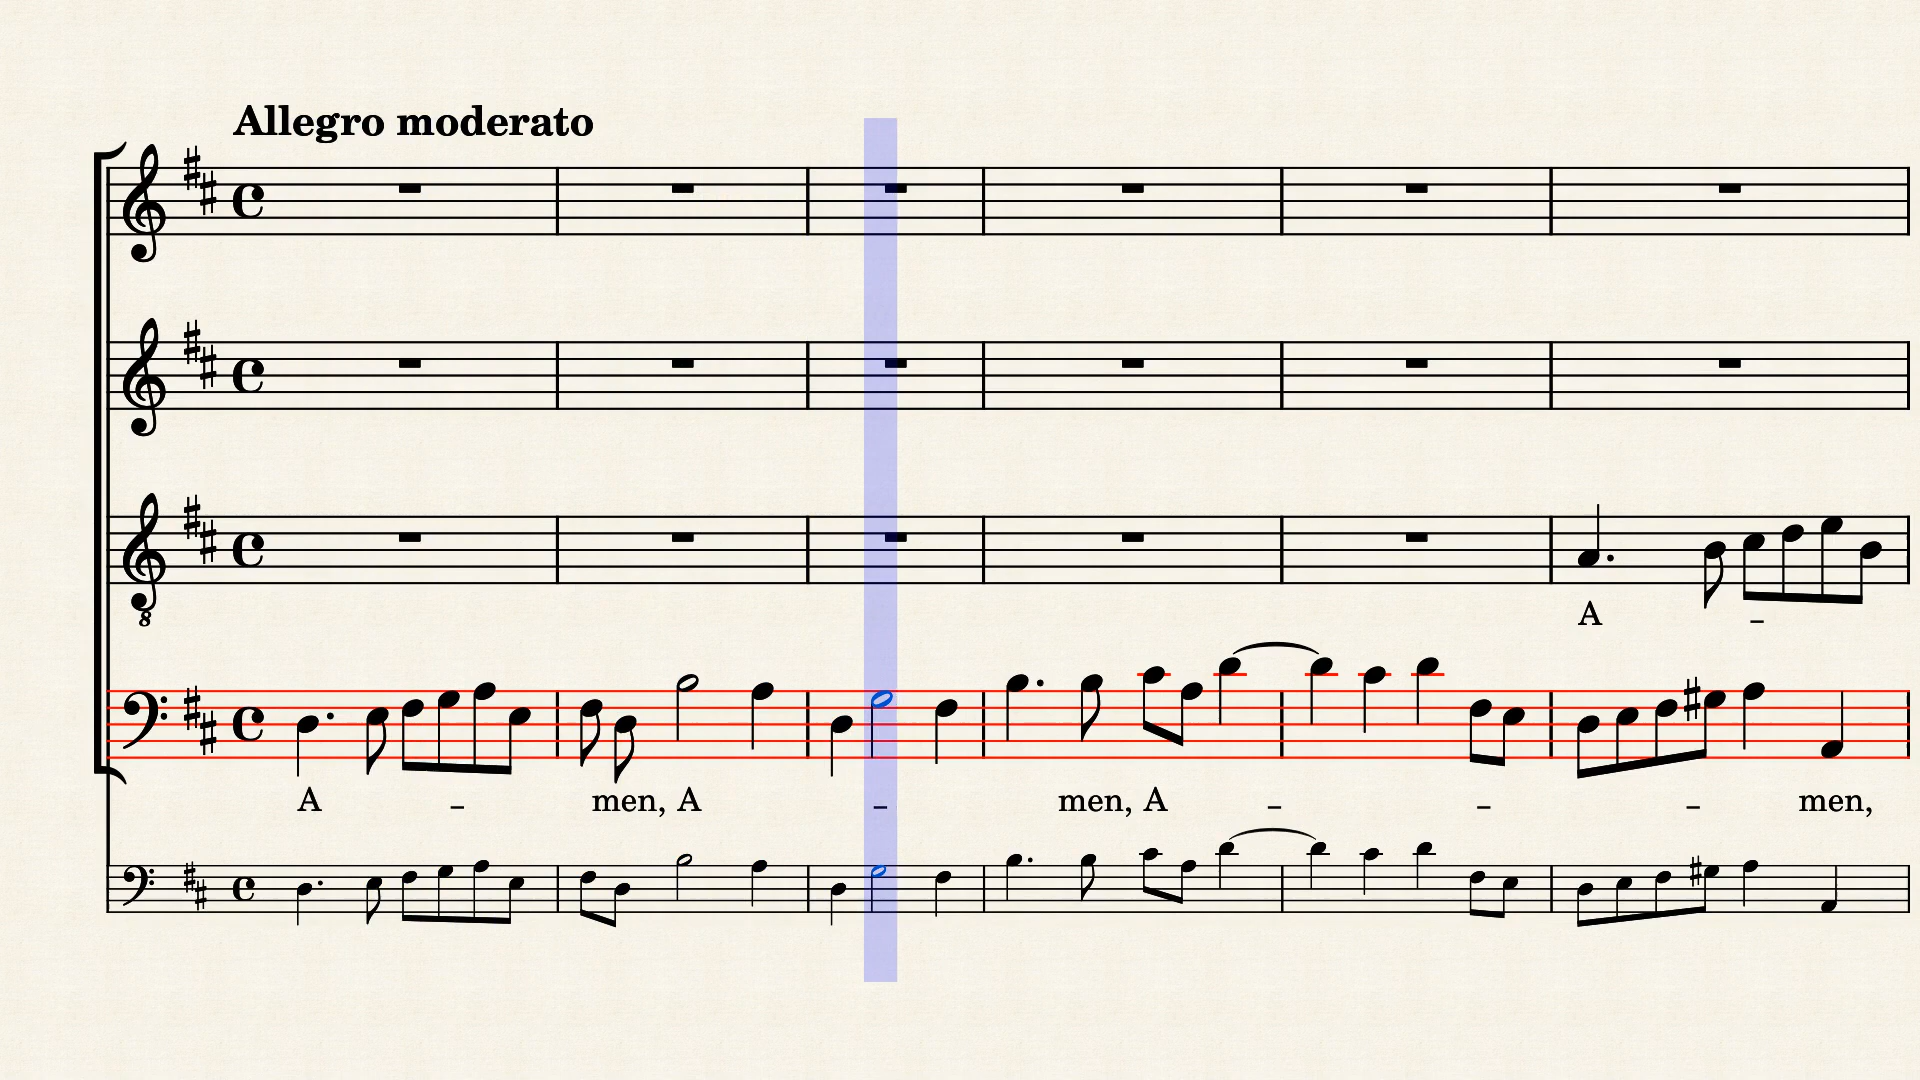 Allegro moderato
A –
A – men, A – men, A – – – men,